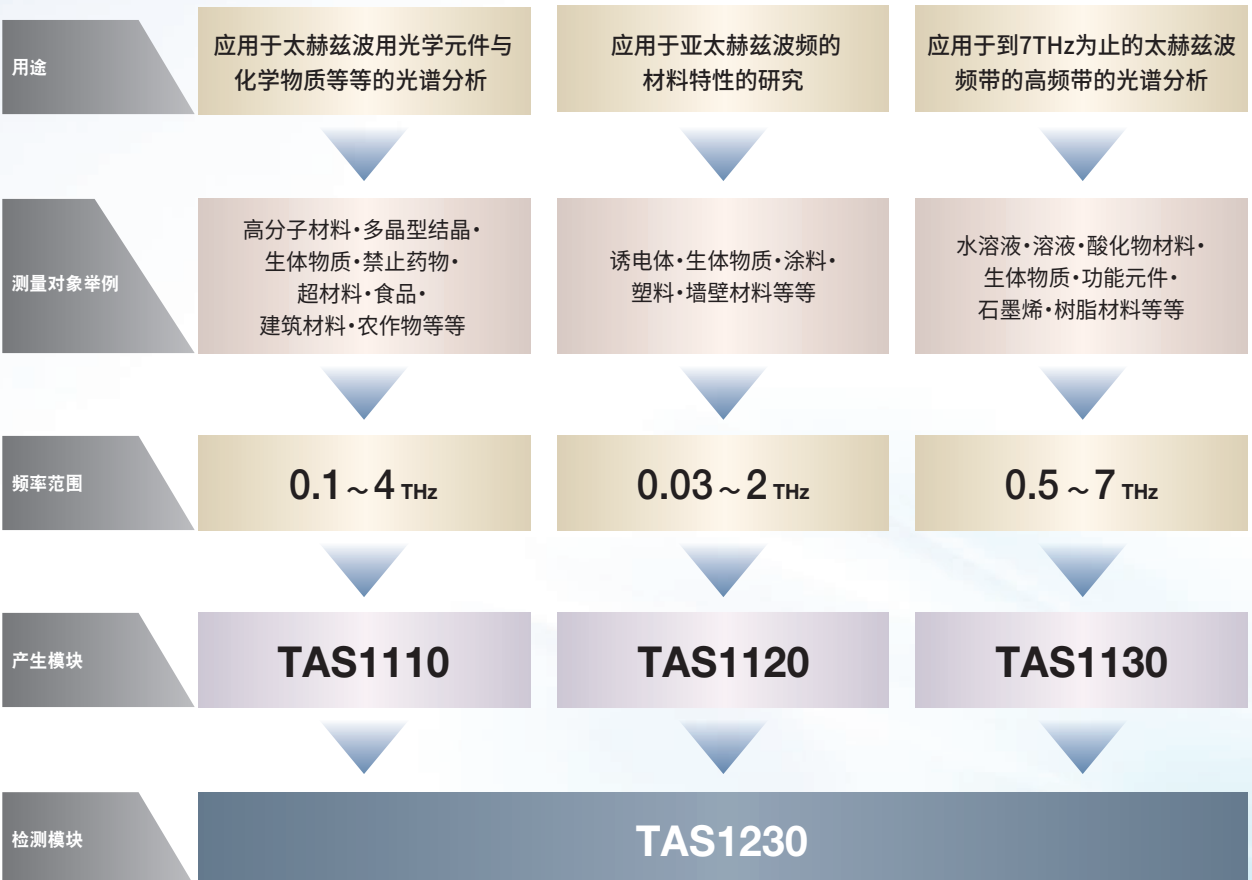 用途
应用于太赫兹波用光学元件与
化学物质等等的光谱分析
应用于亚太赫兹波频的
材料特性的研究
应用于到7THz为止的太赫兹波
频带的高频带的光谱分析
测量对象举例
高分子材料・多晶型结晶・
生体物质・禁止药物・
超材料・食品・
建筑材料・农作物等等
诱电体・生体物质・涂料・
塑料・墙壁材料等等
水溶液・溶液・酸化物材料・
生体物质・功能元件・
石墨烯・树脂材料等等
频率范围
0.1～4 THz
0.03～2 THz
0.5～7 THz
产生模块
TAS1110
TAS1120
TAS1130
检测模块
TAS1230